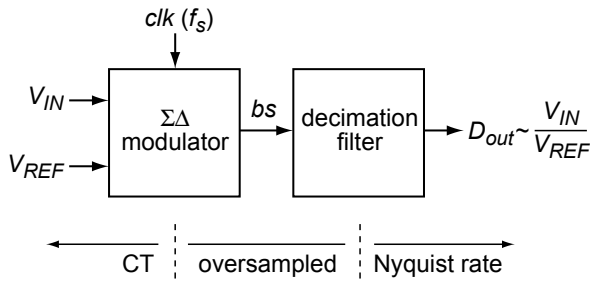 clk (fs)
VIN
VREF
ΣΔ
modulator
bs
decimation
filter
Dout~ VIN
VREF
CT
oversampled
Nyquist rate